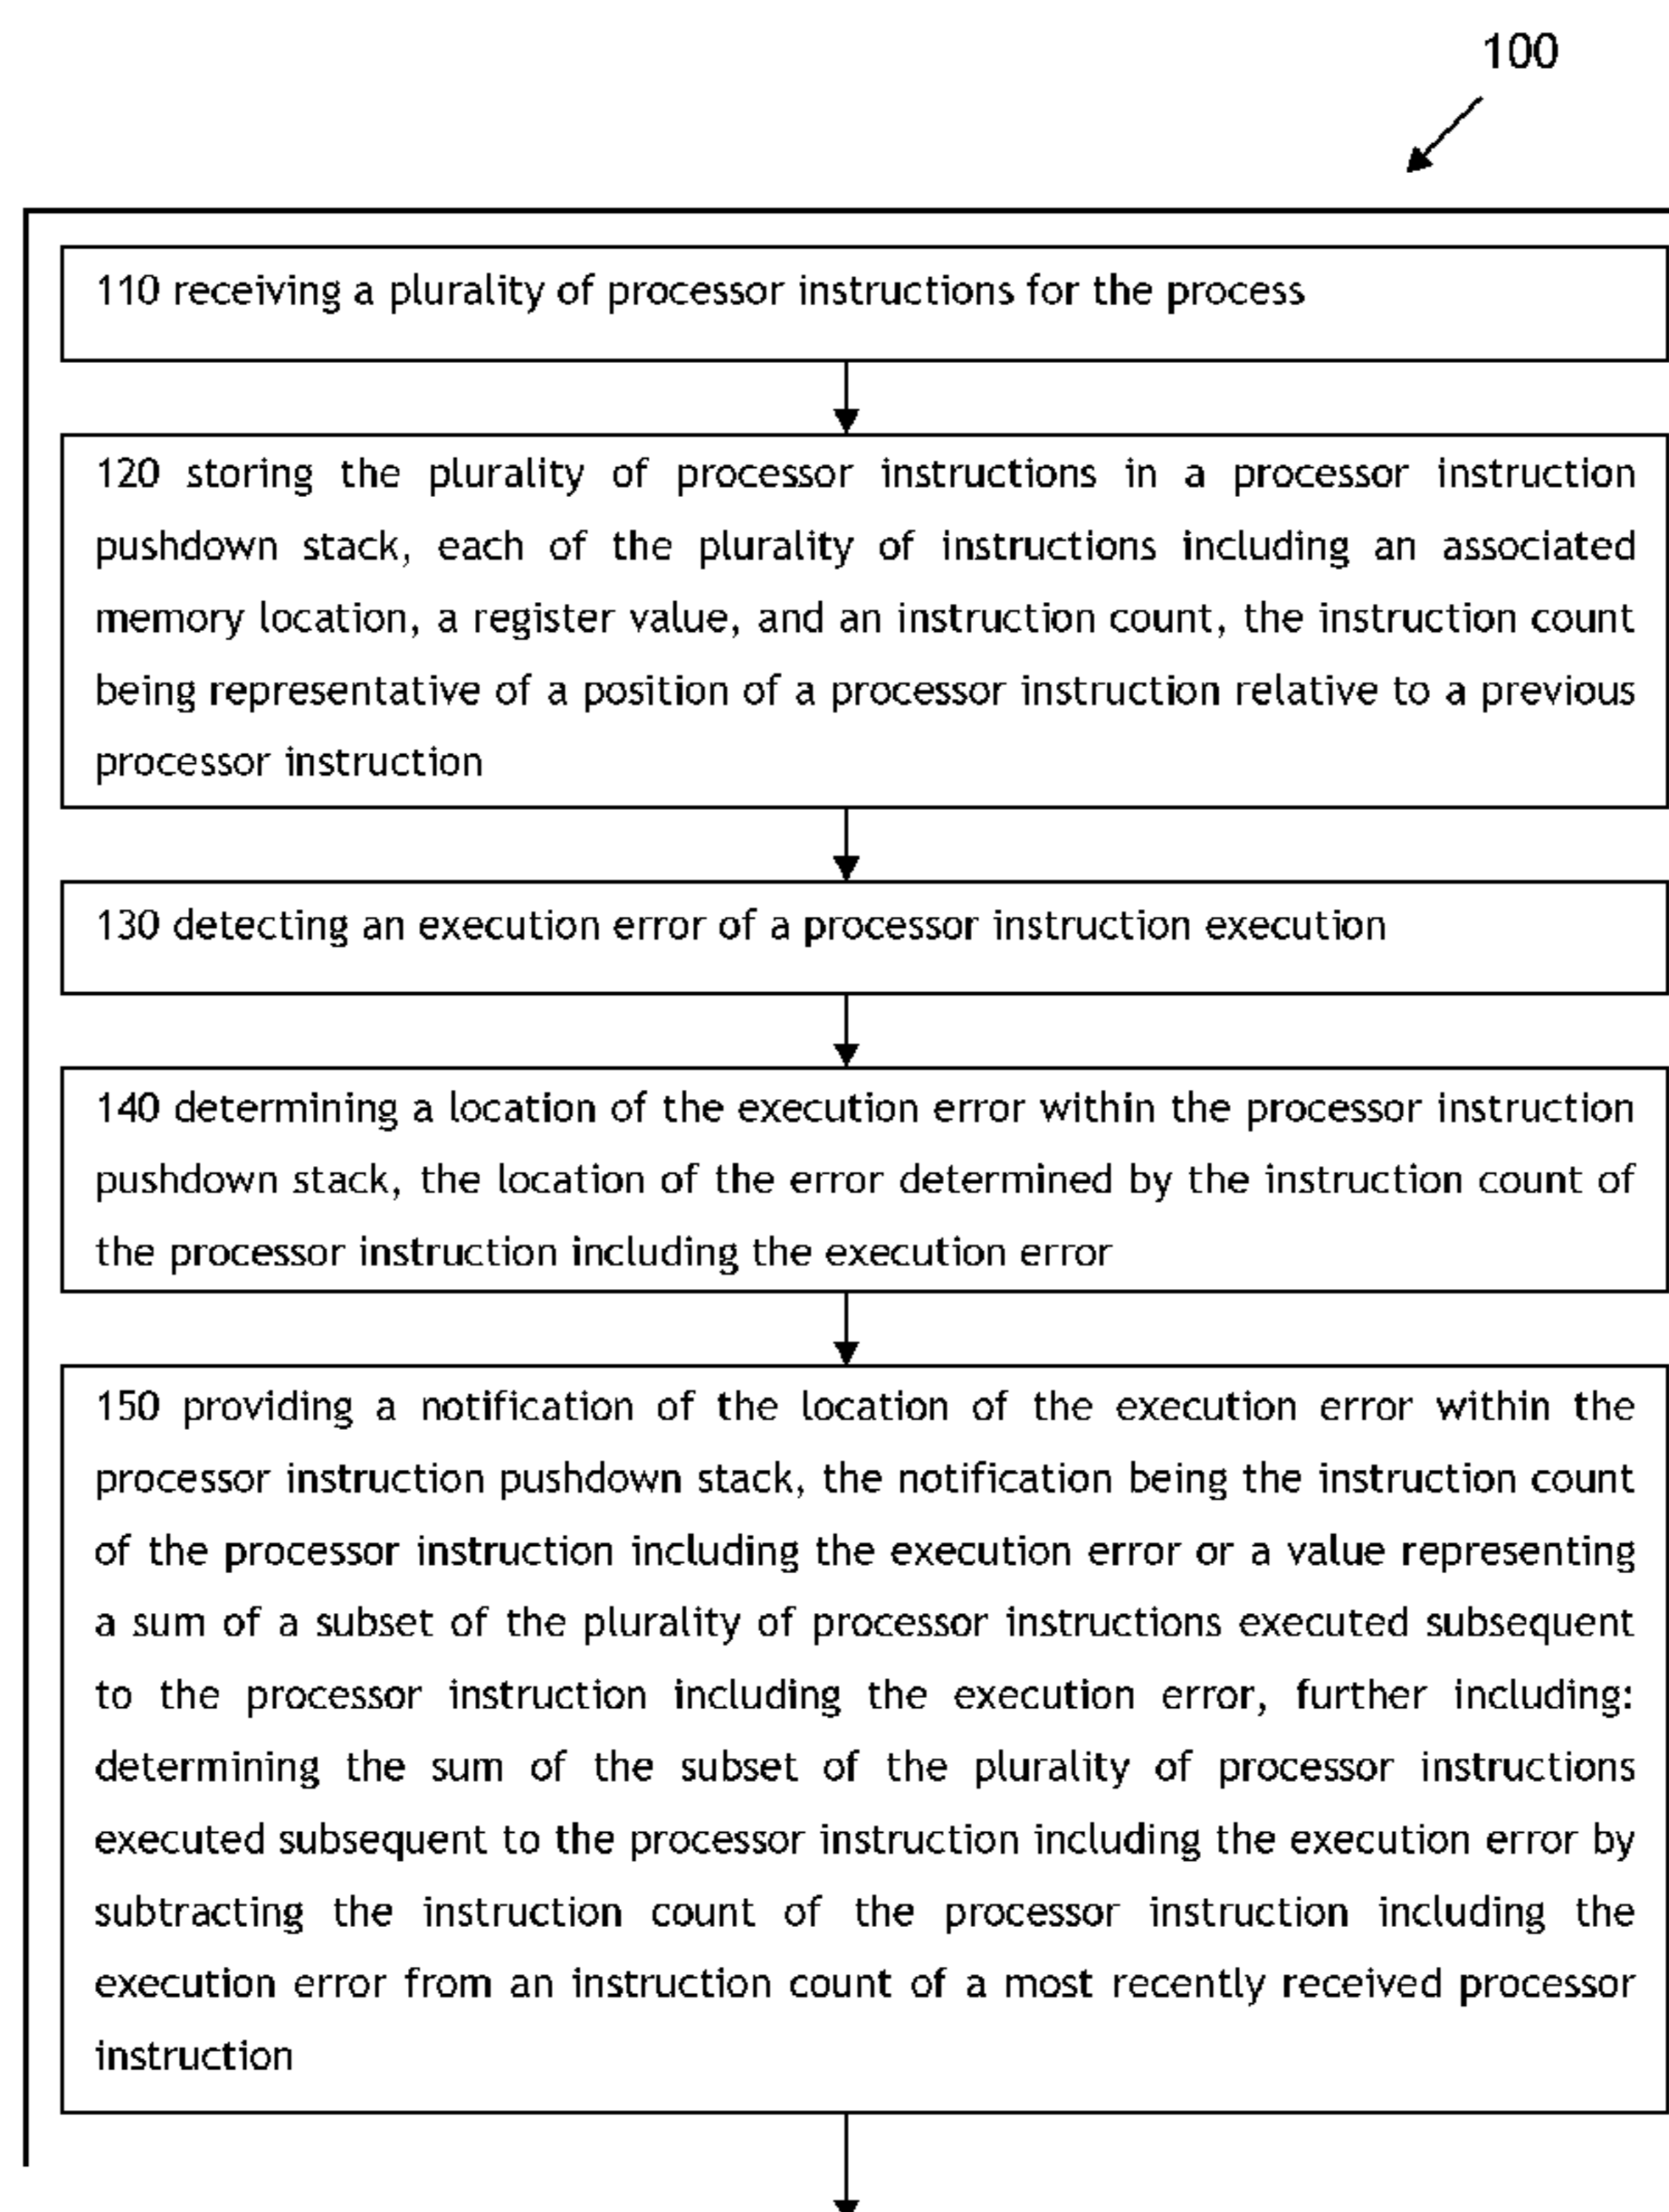 100
110 receiving a plurality of processor instructions for the process
120 storing the plurality of processor instructions in a processor instruction
pushdown stack, each of the plurality of instructions including an associated
memory location, a register value, and an instruction count, the instruction count
being representative of a position of a processor instruction relative to a previous
processor instruction
130 detecting an execution error of a processor instruction execution
140 determining a location of the execution error within the processor instruction
pushdown stack, the location of the error determined by the instruction count of
the processor instruction including the execution error
150 providing a notification of the location of the execution error within the
processor instruction pushdown stack, the notification being the instruction count
of the processor instruction including the execution error or a value representing
a sum of a subset of the plurality of processor instructions executed subsequent
to the processor instruction including the execution error, further including:
determining the sum of the subset of the plurality of processor instructions
executed subsequent to the processor instruction including the execution error by
subtracting the instruction count of the processor instruction including the
execution error from an instruction count of a most recently received processor
instruction